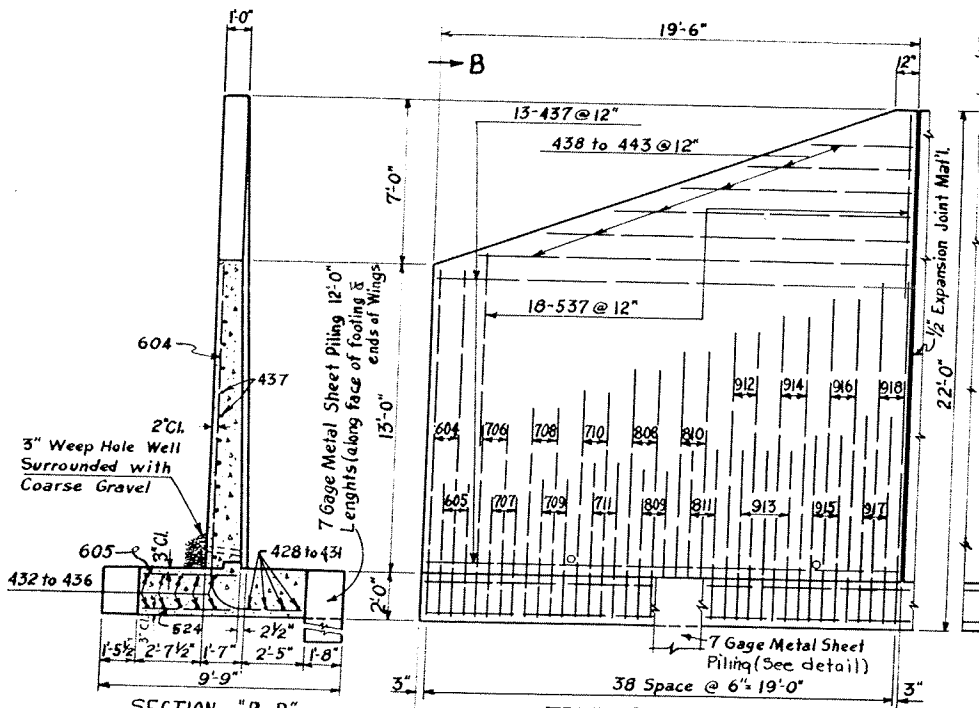 1'-0"
19'-6"
12"
B
13-437@12"
438 to 443@12"
7'-0"
18-537@12"
1/2" Expansion Joint Mat'l.
22'-0"
7 Gage Metal Sheet Piling 12'-0"
Lenghts (along face of footing &
ends of Wings
604
437
2"Cl.
13'-0"
3" Weep Hole Well
Surrounded with
Coarse Gravel
912 914 916 918
604 706 708 710 808 810
605 707 709 711 809 811 913 915 917
605
3"Cl.
428 to 431
432 to 436
2'-0"
3"Cl.
524
2½"
1'-5½" 2'-7½" 1'-7" 2'-5" 1'-8"
9'-9"
7 Gage Metal Sheet
Piling (See detail)
3"
38 Space @ 6"= 19'-0"
3"
SECTION "B-B"